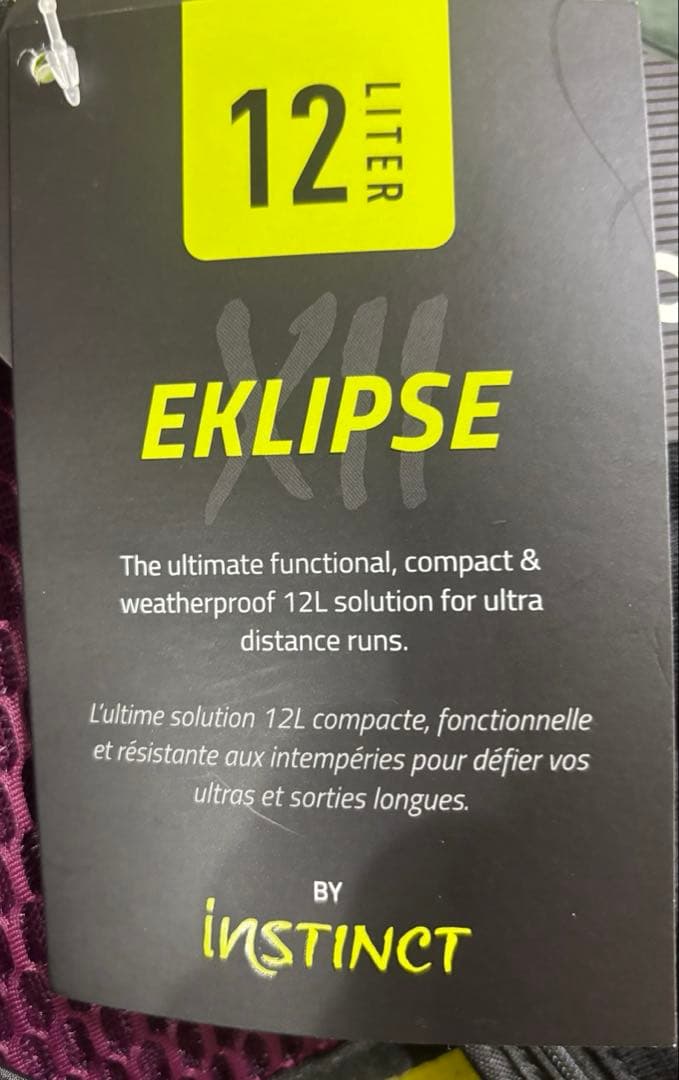 12 LITER
XII
EKLIPSE
The ultimate functional, compact &
weatherproof 12L solution for ultra
distance runs.
L'ultime solution 12L compacte, fonctionnelle
et résistante aux intempéries pour défier vos
ultras et sorties longues.
BY
inSTINCT